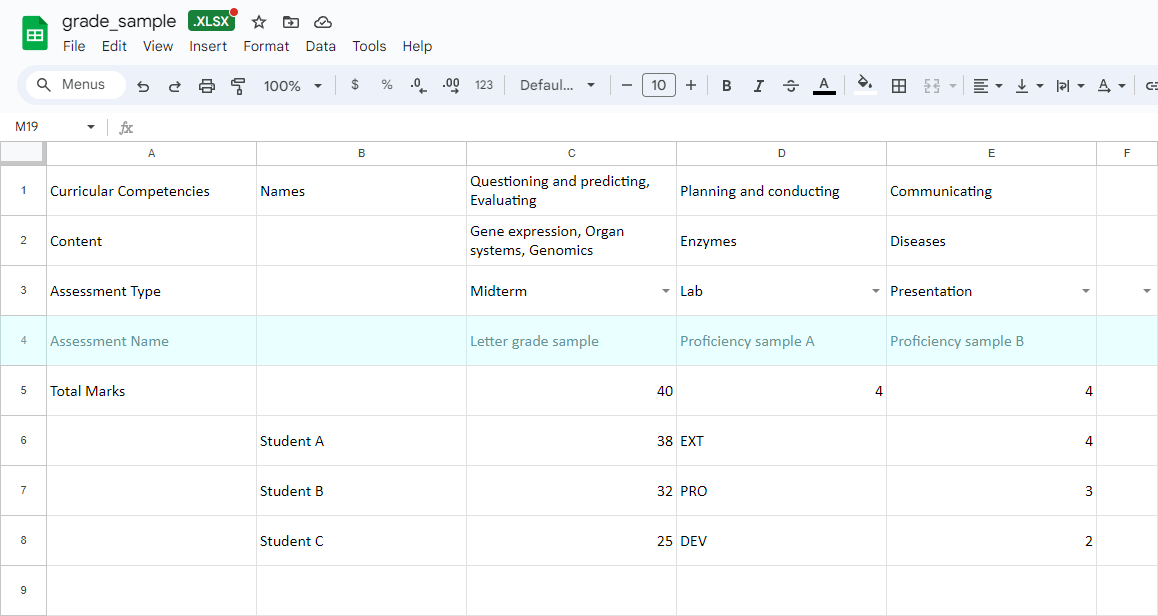 grade_sample .XLSX
File Edit View Insert Format Data Tools Help
Menus 100% $ % .0 .00 123 Defaul... − 10 + B I S A A
M19 fx
A B C D E F
1 Curricular Competencies Names Questioning and predicting, Planning and conducting Communicating
Evaluating
2 Content Gene expression, Organ Enzymes Diseases
systems, Genomics
3 Assessment Type Midterm Lab Presentation
4 Assessment Name Letter grade sample Proficiency sample A Proficiency sample B
5 Total Marks 40 4 4
6 Student A 38 EXT 4
7 Student B 32 PRO 3
8 Student C 25 DEV 2
9